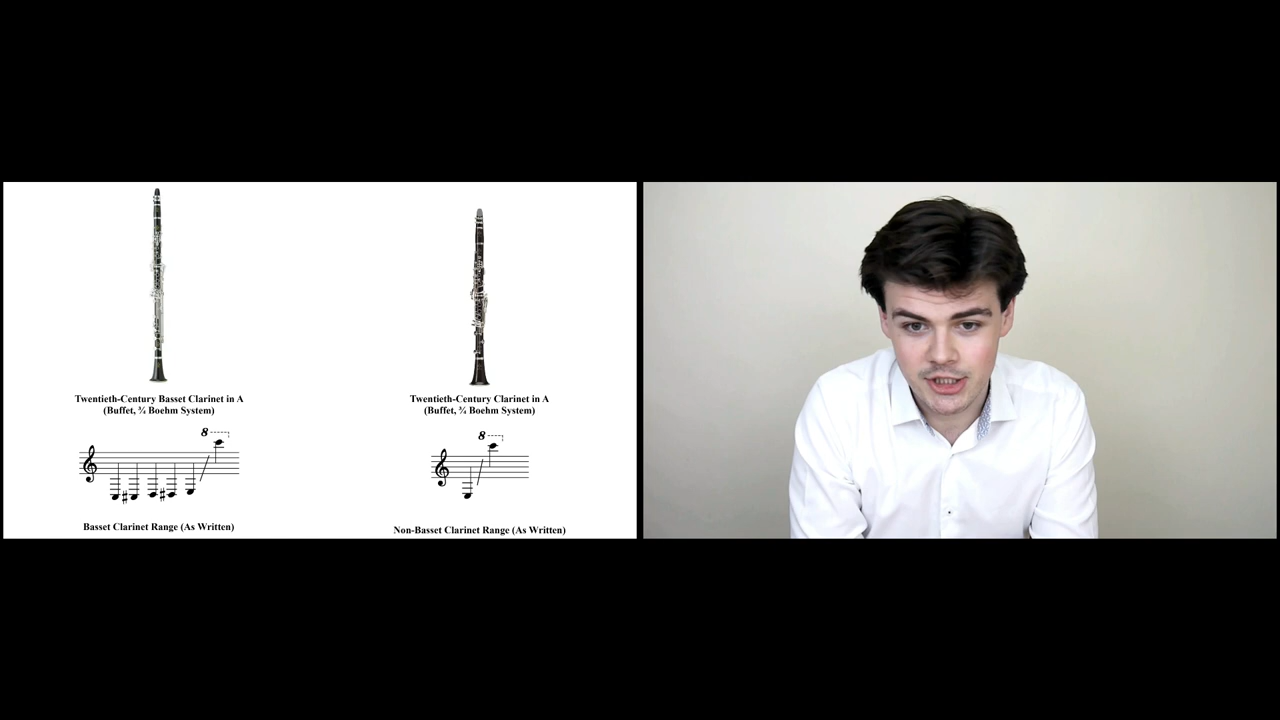 Twentieth-Century Basset Clarinet in A
(Buffet, ¾ Boehm System)
8
Basset Clarinet Range (As Written)
Twentieth-Century Clarinet in A
(Buffet, ¾ Boehm System)
8
Non-Basset Clarinet Range (As Written)